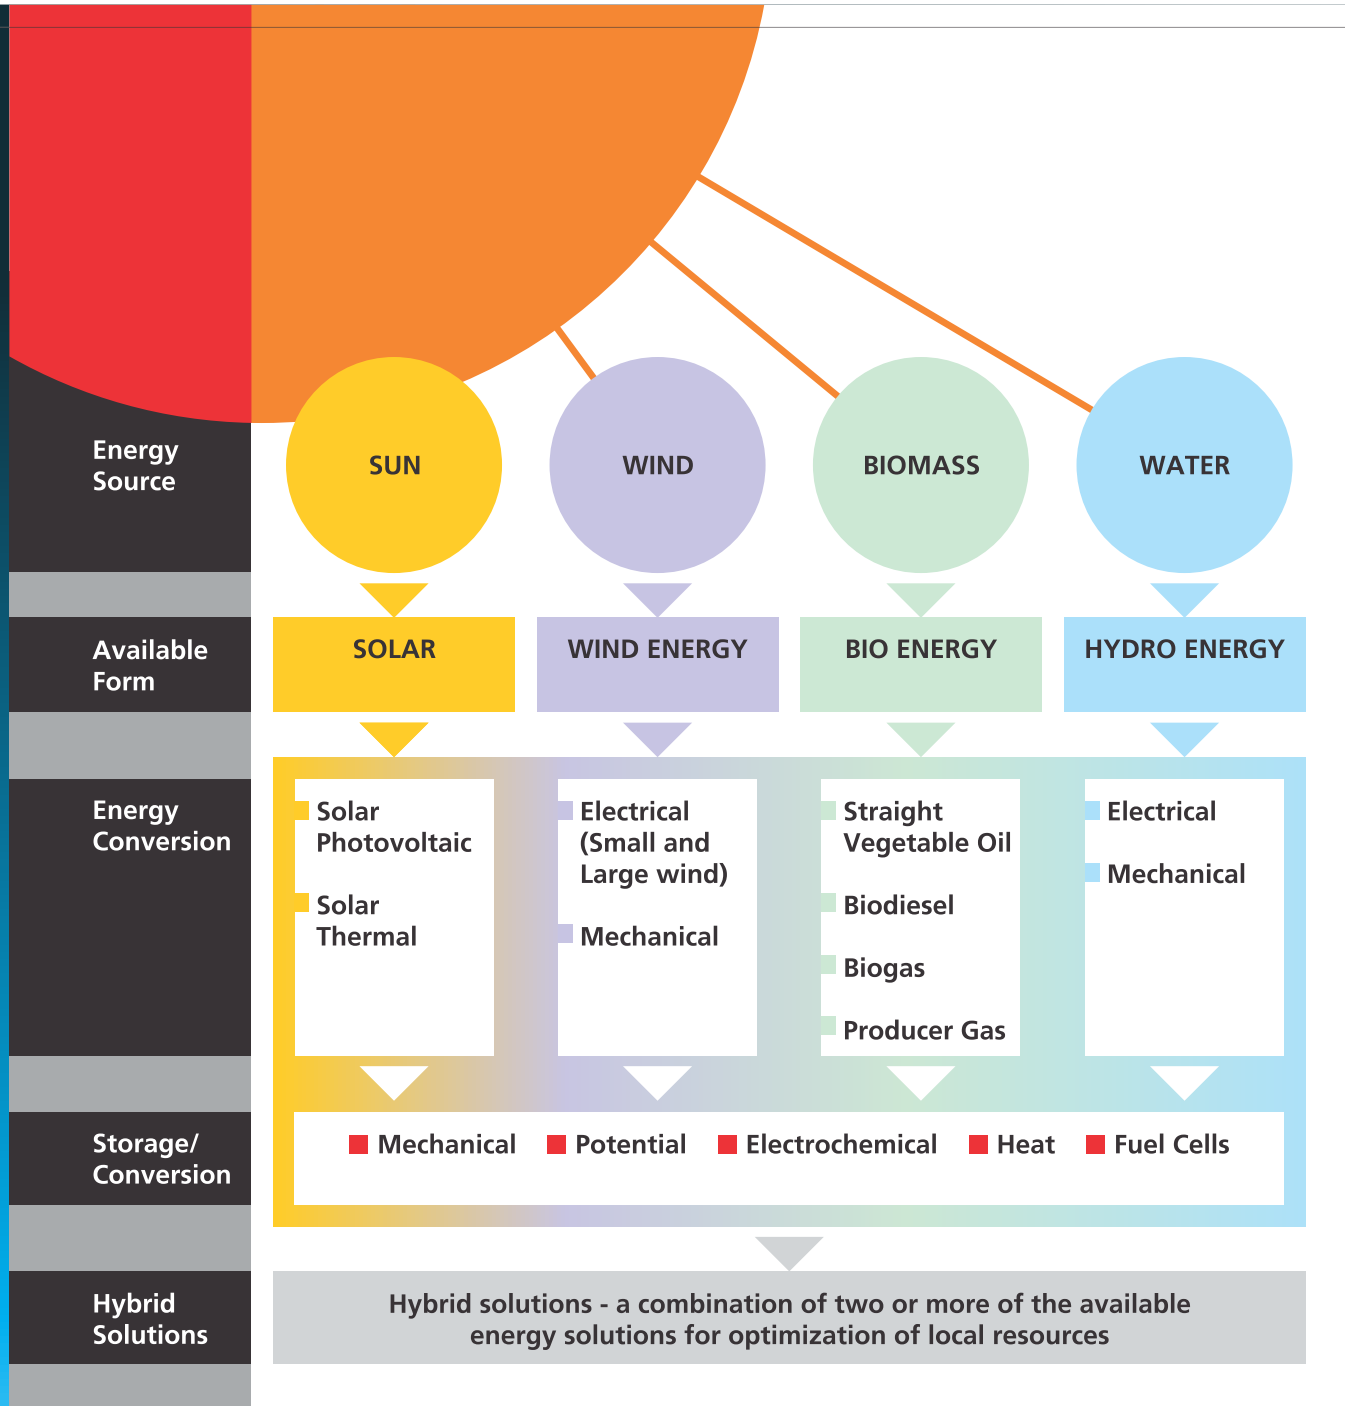 Energy
Source
SUN
WIND
BIOMASS
WATER
Available
Form
SOLAR
WIND ENERGY
BIO ENERGY
HYDRO ENERGY
Energy
Conversion
Solar
Photovoltaic
Solar
Thermal
Electrical
(Small and
Large wind)
Mechanical
Straight
Vegetable Oil
Biodiesel
Biogas
Producer Gas
Electrical
Mechanical
Storage/
Conversion
Mechanical
Potential
Electrochemical
Heat
Fuel Cells
Hybrid
Solutions
Hybrid solutions - a combination of two or more of the available
energy solutions for optimization of local resources